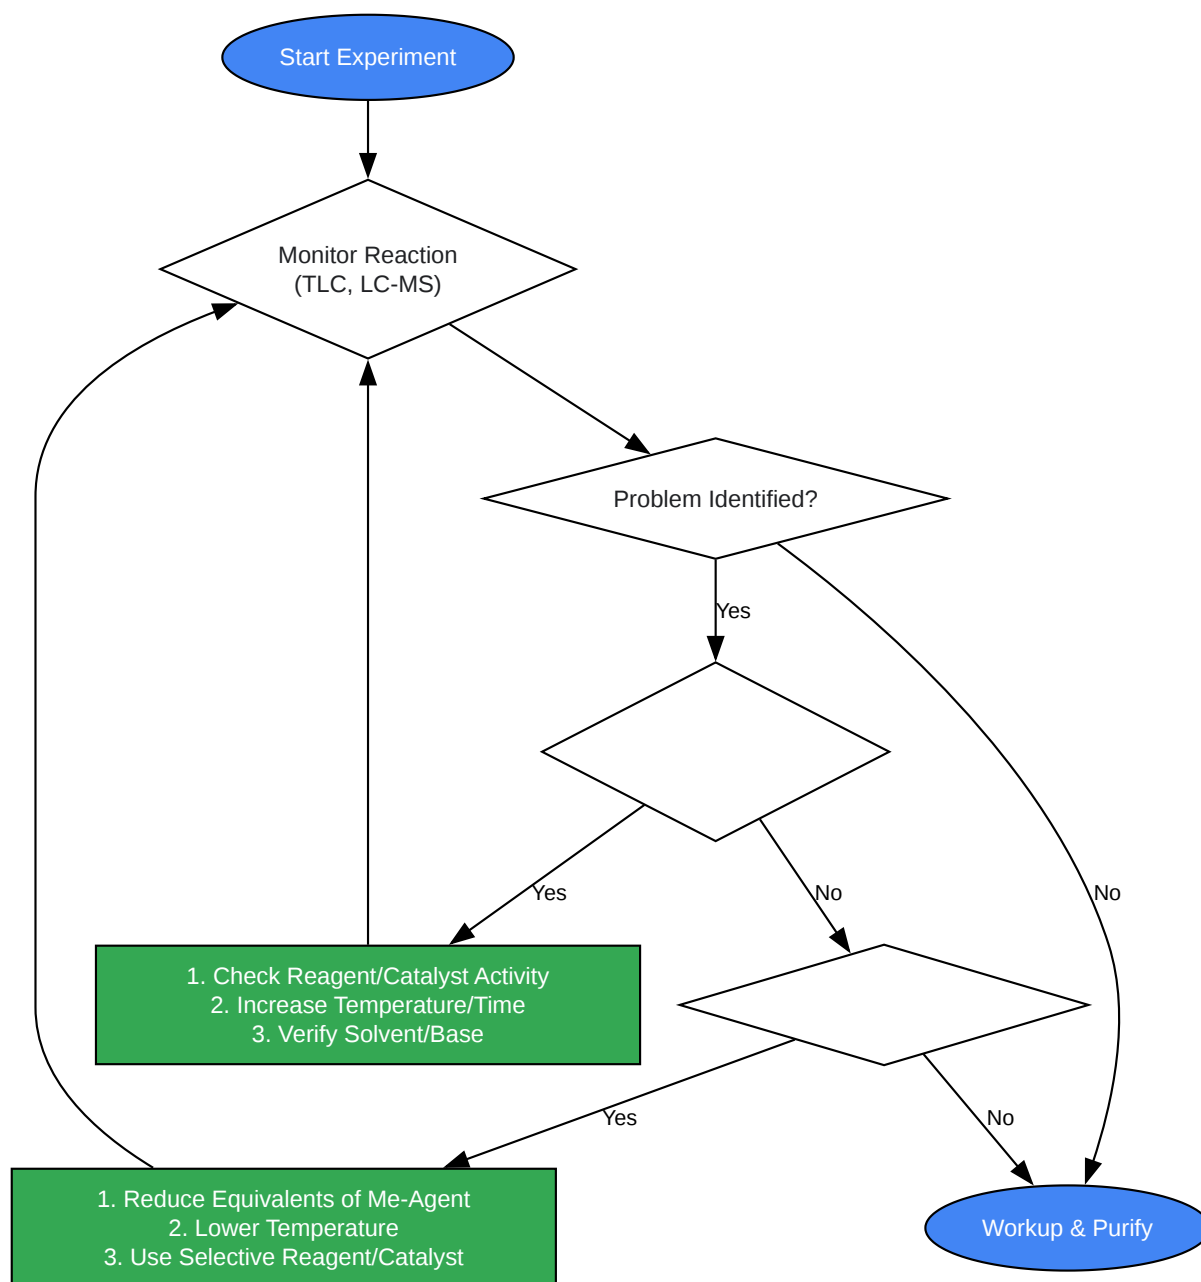 Start Experiment
Monitor Reaction
(TLC, LC-MS)
Problem Identified?
Yes
Yes
No
No
1. Check Reagent/Catalyst Activity
2. Increase Temperature/Time
3. Verify Solvent/Base
Yes
No
1. Reduce Equivalents of Me-Agent
2. Lower Temperature
3. Use Selective Reagent/Catalyst
Workup & Purify